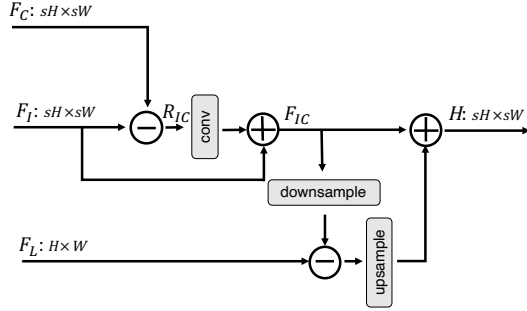 F_C: sH×sW
F_I: sH×sW
R_IC
conv
F_IC
H: sH×sW
downsample
F_L: H×W
upsample